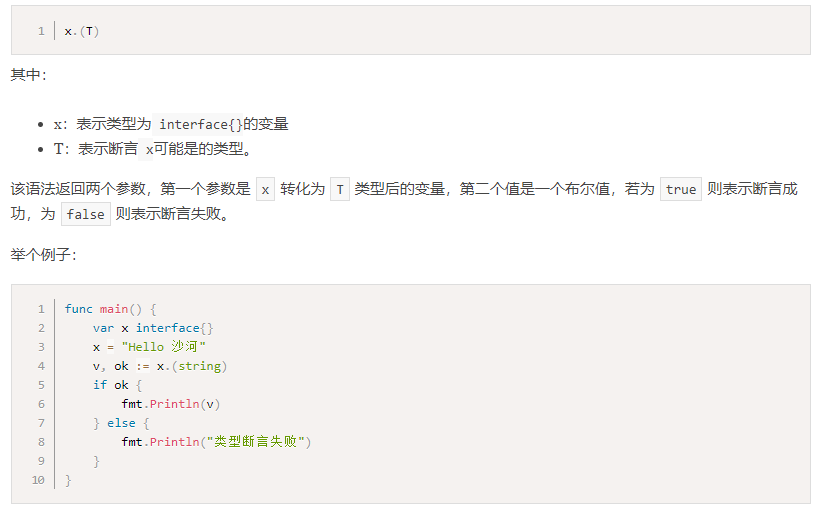 1 x.(T)
其中：
• x：表示类型为 interface{}的变量
• T：表示断言 x可能是的类型。
该语法返回两个参数，第一个参数是 x 转化为 T 类型后的变量，第二个值是一个布尔值，若为 true 则表示断言成
功，为 false 则表示断言失败。
举个例子：
1 func main() {
2     var x interface{}
3     x = "Hello 沙河"
4     v, ok := x.(string)
5     if ok {
6         fmt.Println(v)
7     } else {
8         fmt.Println("类型断言失败")
9     }
10 }